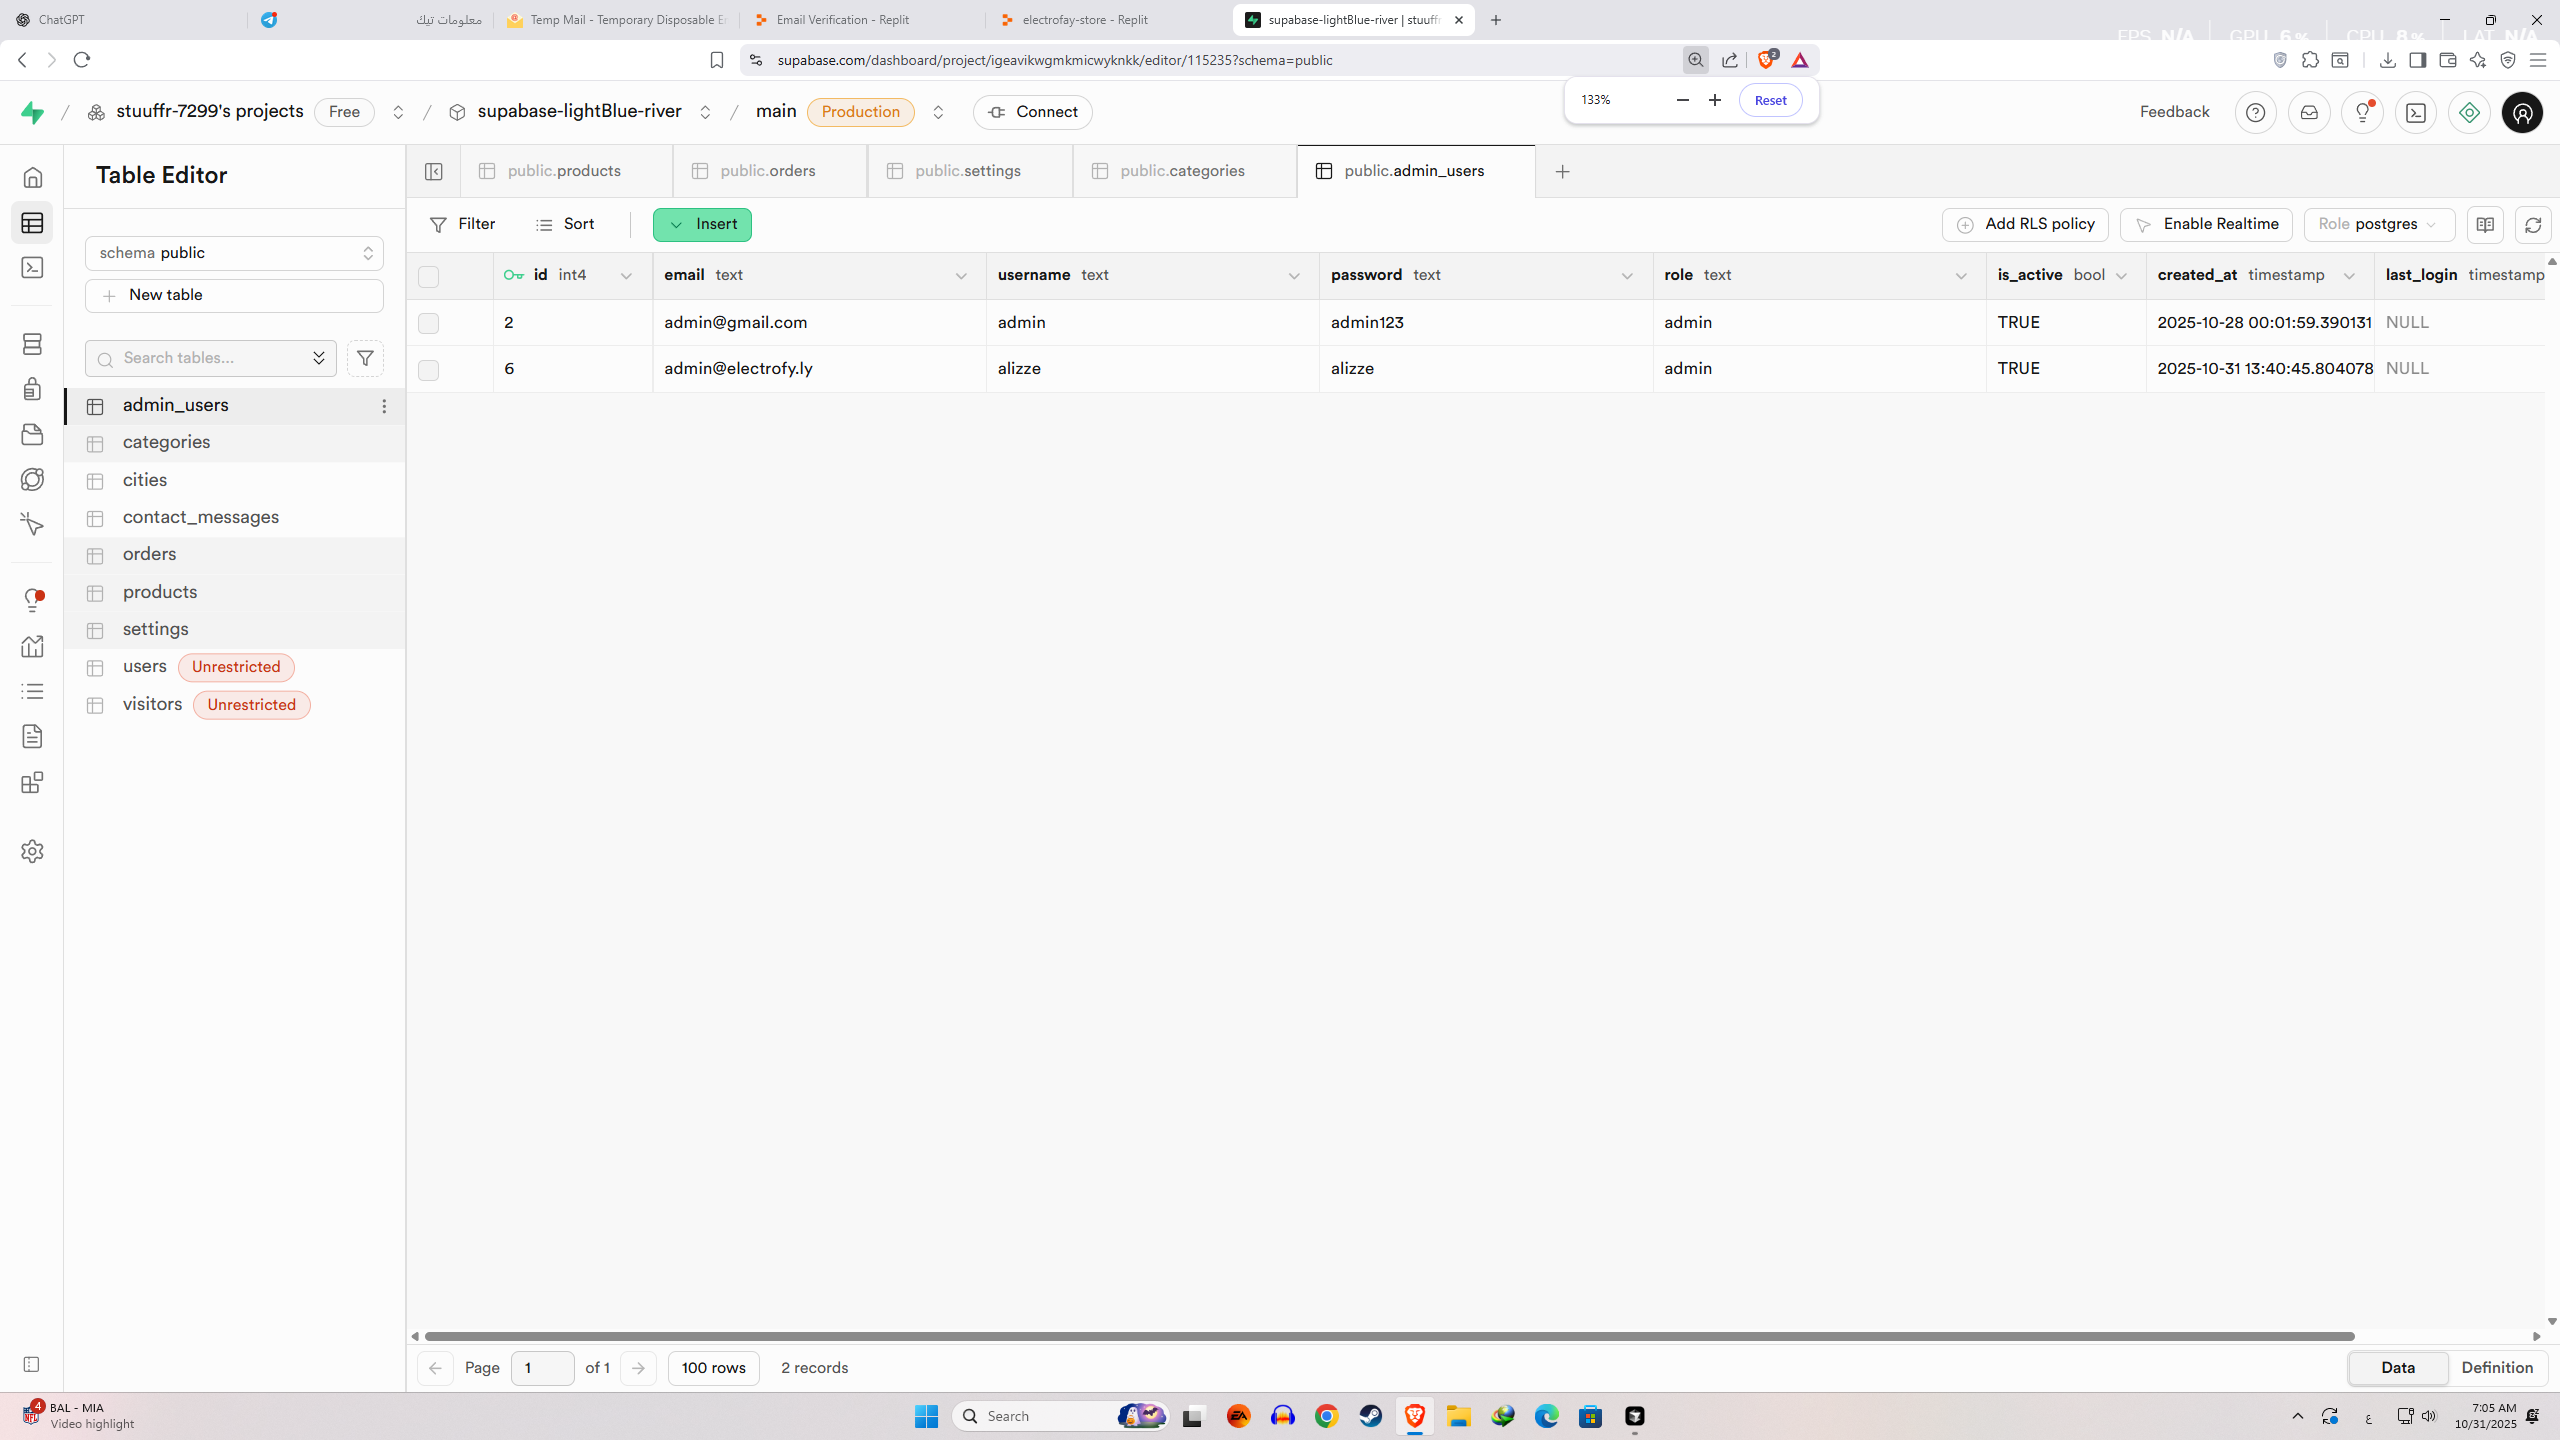 ChatGPT
معلومات تيك
Temp Mail - Temporary Disposable E
Email Verification - Replit
electrofay-store - Replit
supabase-lightBlue-river | stuuffr
FPS N/A GPU 6% CPU 8% LAT N/A
supabase.com/dashboard/project/igeavikwgmkmicwyknkk/editor/115235?schema=public
2
133%
Reset
stuuffr-7299's projects
Free
supabase-lightBlue-river
main
Production
Connect
Feedback
Table Editor
public.products
public.orders
public.settings
public.categories
public.admin_users
Filter
Sort
Insert
Add RLS policy
Enable Realtime
Role postgres
schema public
New table
Search tables...
admin_users
categories
cities
contact_messages
orders
products
settings
users Unrestricted
visitors Unrestricted
id int4 email text username text password text role text is_active bool created_at timestamp last_login timestamp
2 admin@gmail.com admin admin123 admin TRUE 2025-10-28 00:01:59.390131 NULL
6 admin@electrofy.ly alizze alizze admin TRUE 2025-10-31 13:40:45.804078 NULL
Page 1 of 1
100 rows
2 records
Data
Definition
4
BAL - MIA
Video highlight
Search
EA
ع
7:05 AM
10/31/2025